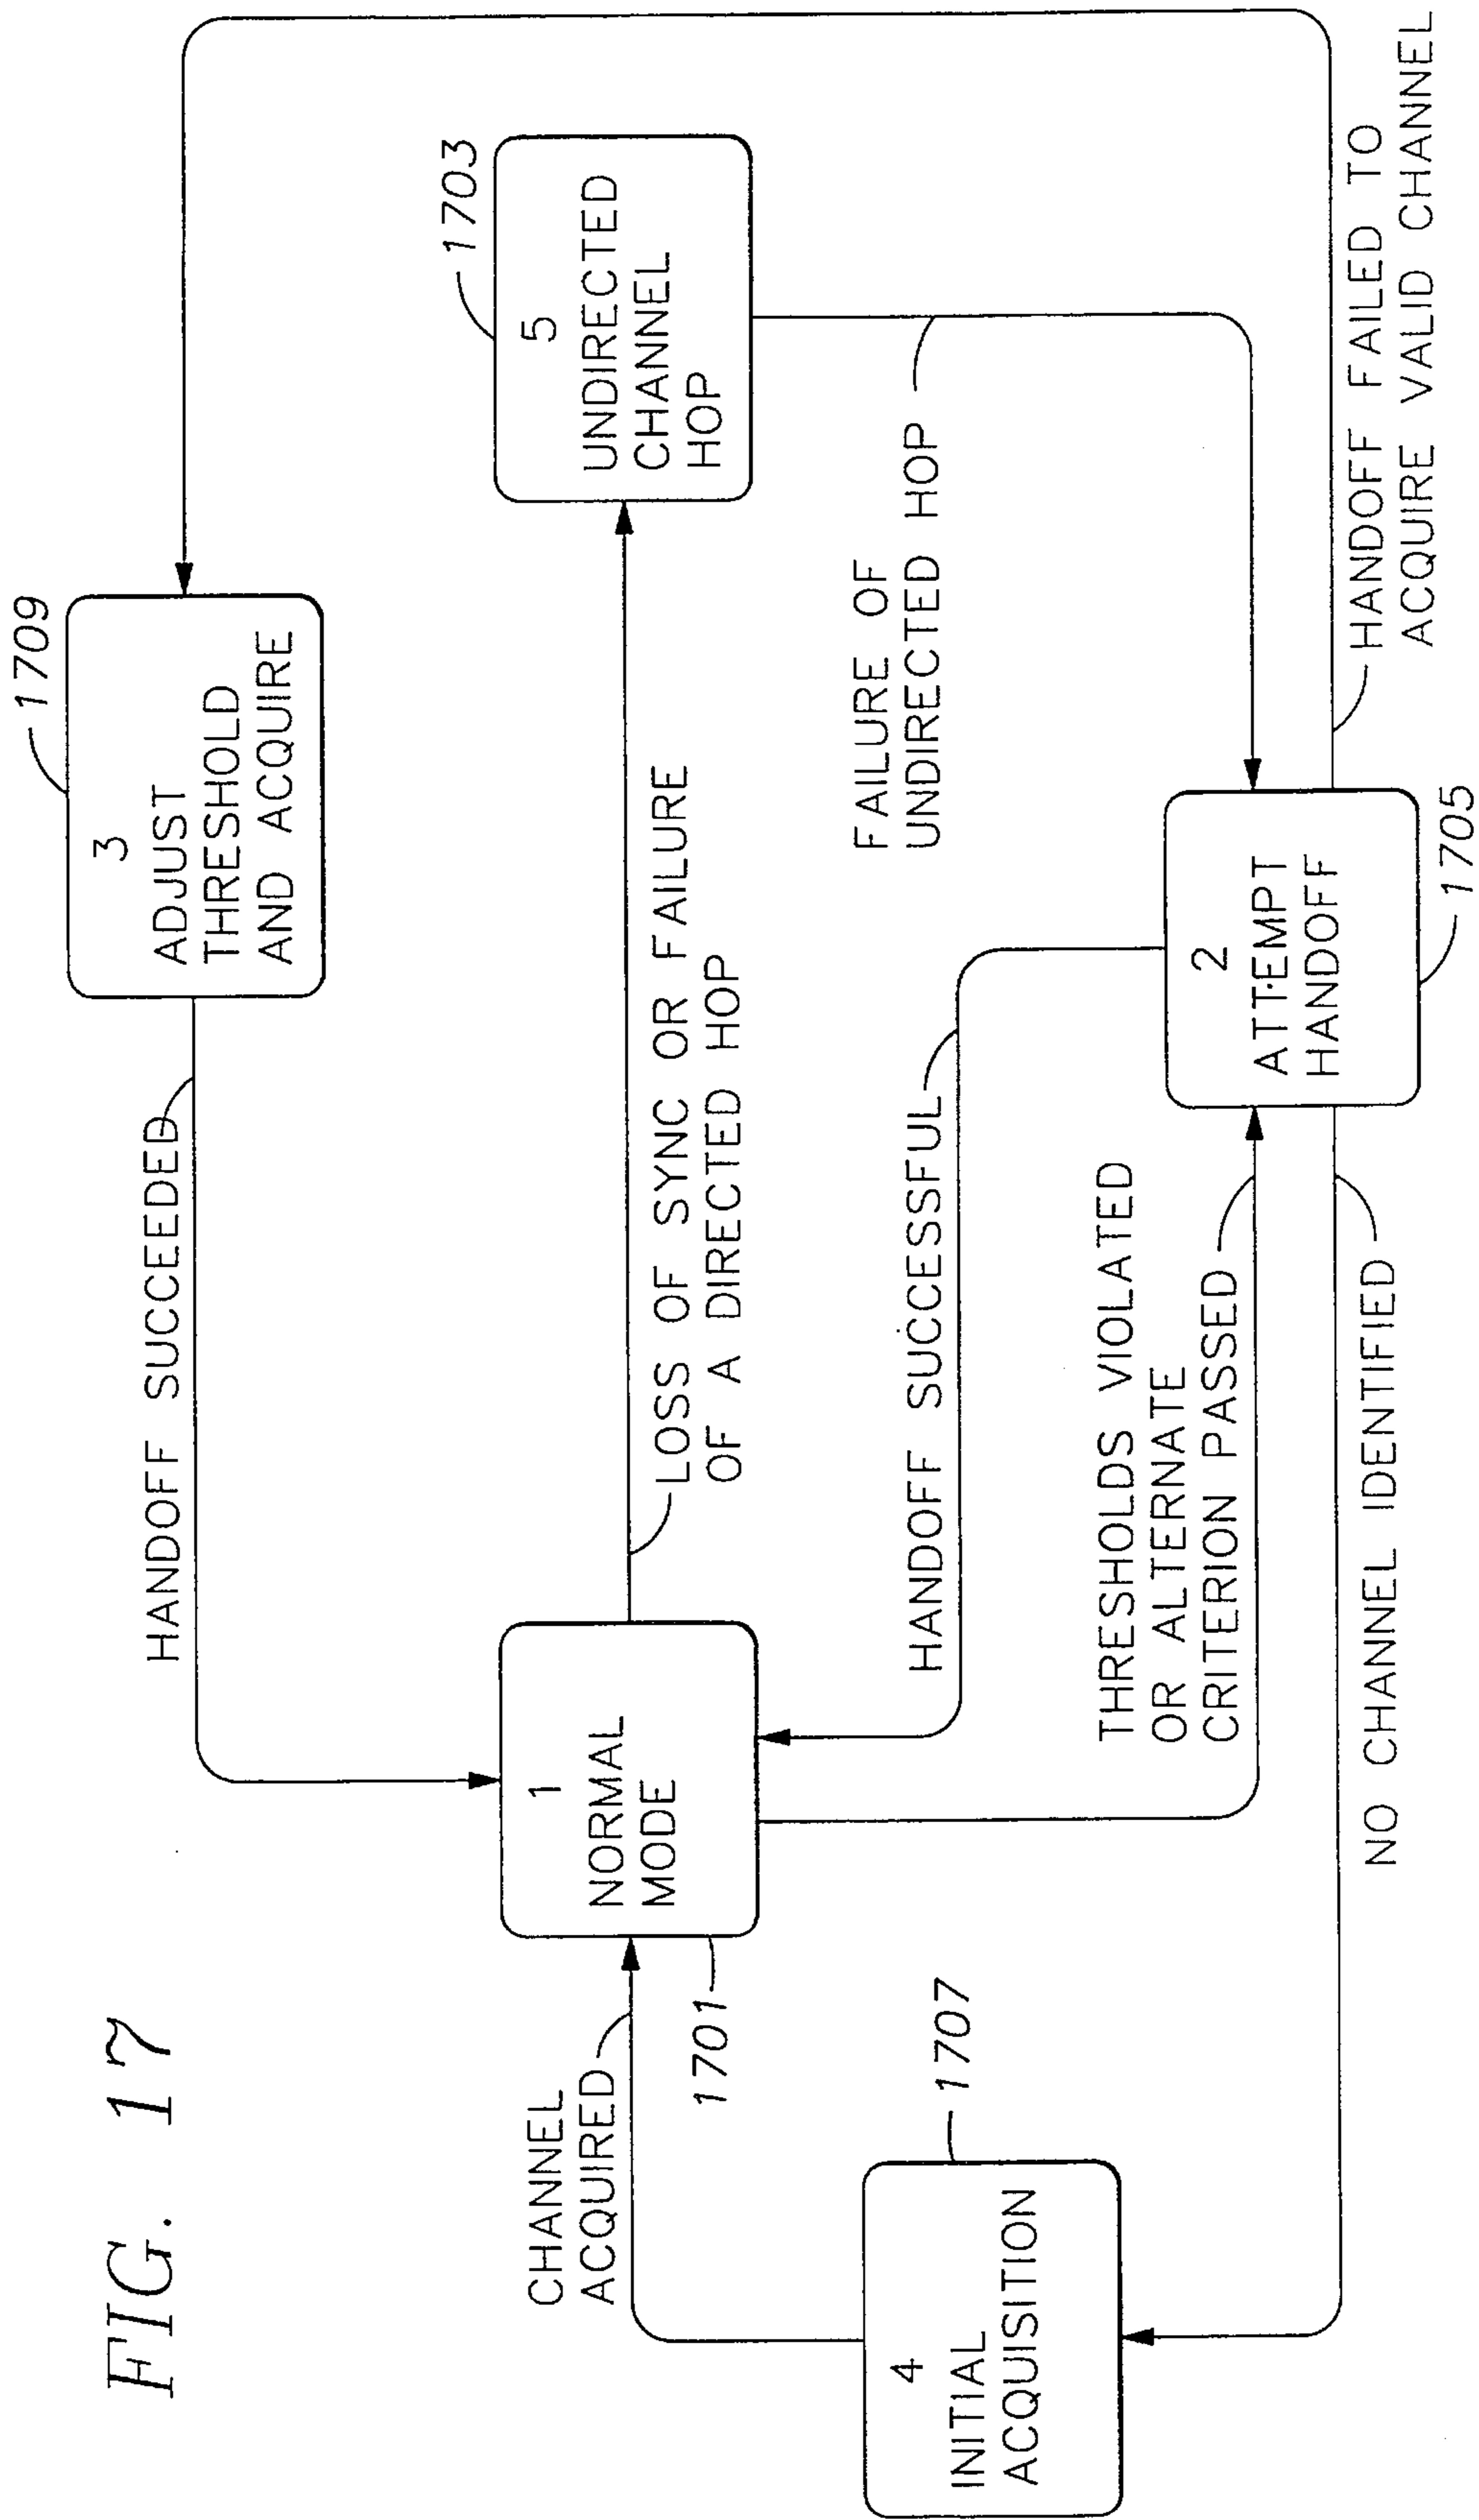 FIG. 17
1709
3
ADJUST
THRESHOLD
AND ACQUIRE
HANDOFF SUCCEEDED
1703
5
UNDIRECTED
CHANNEL
HOP
CHANNEL
ACQUIRED
1
NORMAL
MODE
1701
LOSS OF SYNC OR FAILURE
OF A DIRECTED HOP
FAILURE OF
UNDIRECTED HOP
HANDOFF SUCCESSFUL
1707
4
INITIAL
ACQUISITION
THRESHOLDS VIOLATED
OR ALTERNATE
CRITERION PASSED
2
ATTEMPT
HANDOFF
1705
NO CHANNEL IDENTIFIED
HANDOFF FAILED TO
ACQUIRE VALID CHANNEL